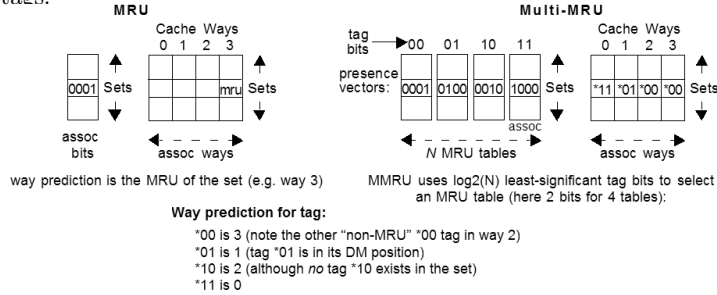 tags.
MRU
Multi-MRU
Cache Ways
0 1 2 3
0001
Sets
mru
Sets
assoc
bits
assoc ways
way prediction is the MRU of the set (e.g. way 3)
tag
bits
00 01 10 11
Cache Ways
0 1 2 3
presence
vectors:
0001 0100 0010 1000
Sets
*11 *01 *00 *00
Sets
assoc
N MRU tables
assoc ways
MMRU uses log2(N) least-significant tag bits to select
an MRU table (here 2 bits for 4 tables):
Way prediction for tag:
*00 is 3 (note the other “non-MRU” *00 tag in way 2)
*01 is 1 (tag *01 is in its DM position)
*10 is 2 (although no tag *10 exists in the set)
*11 is 0